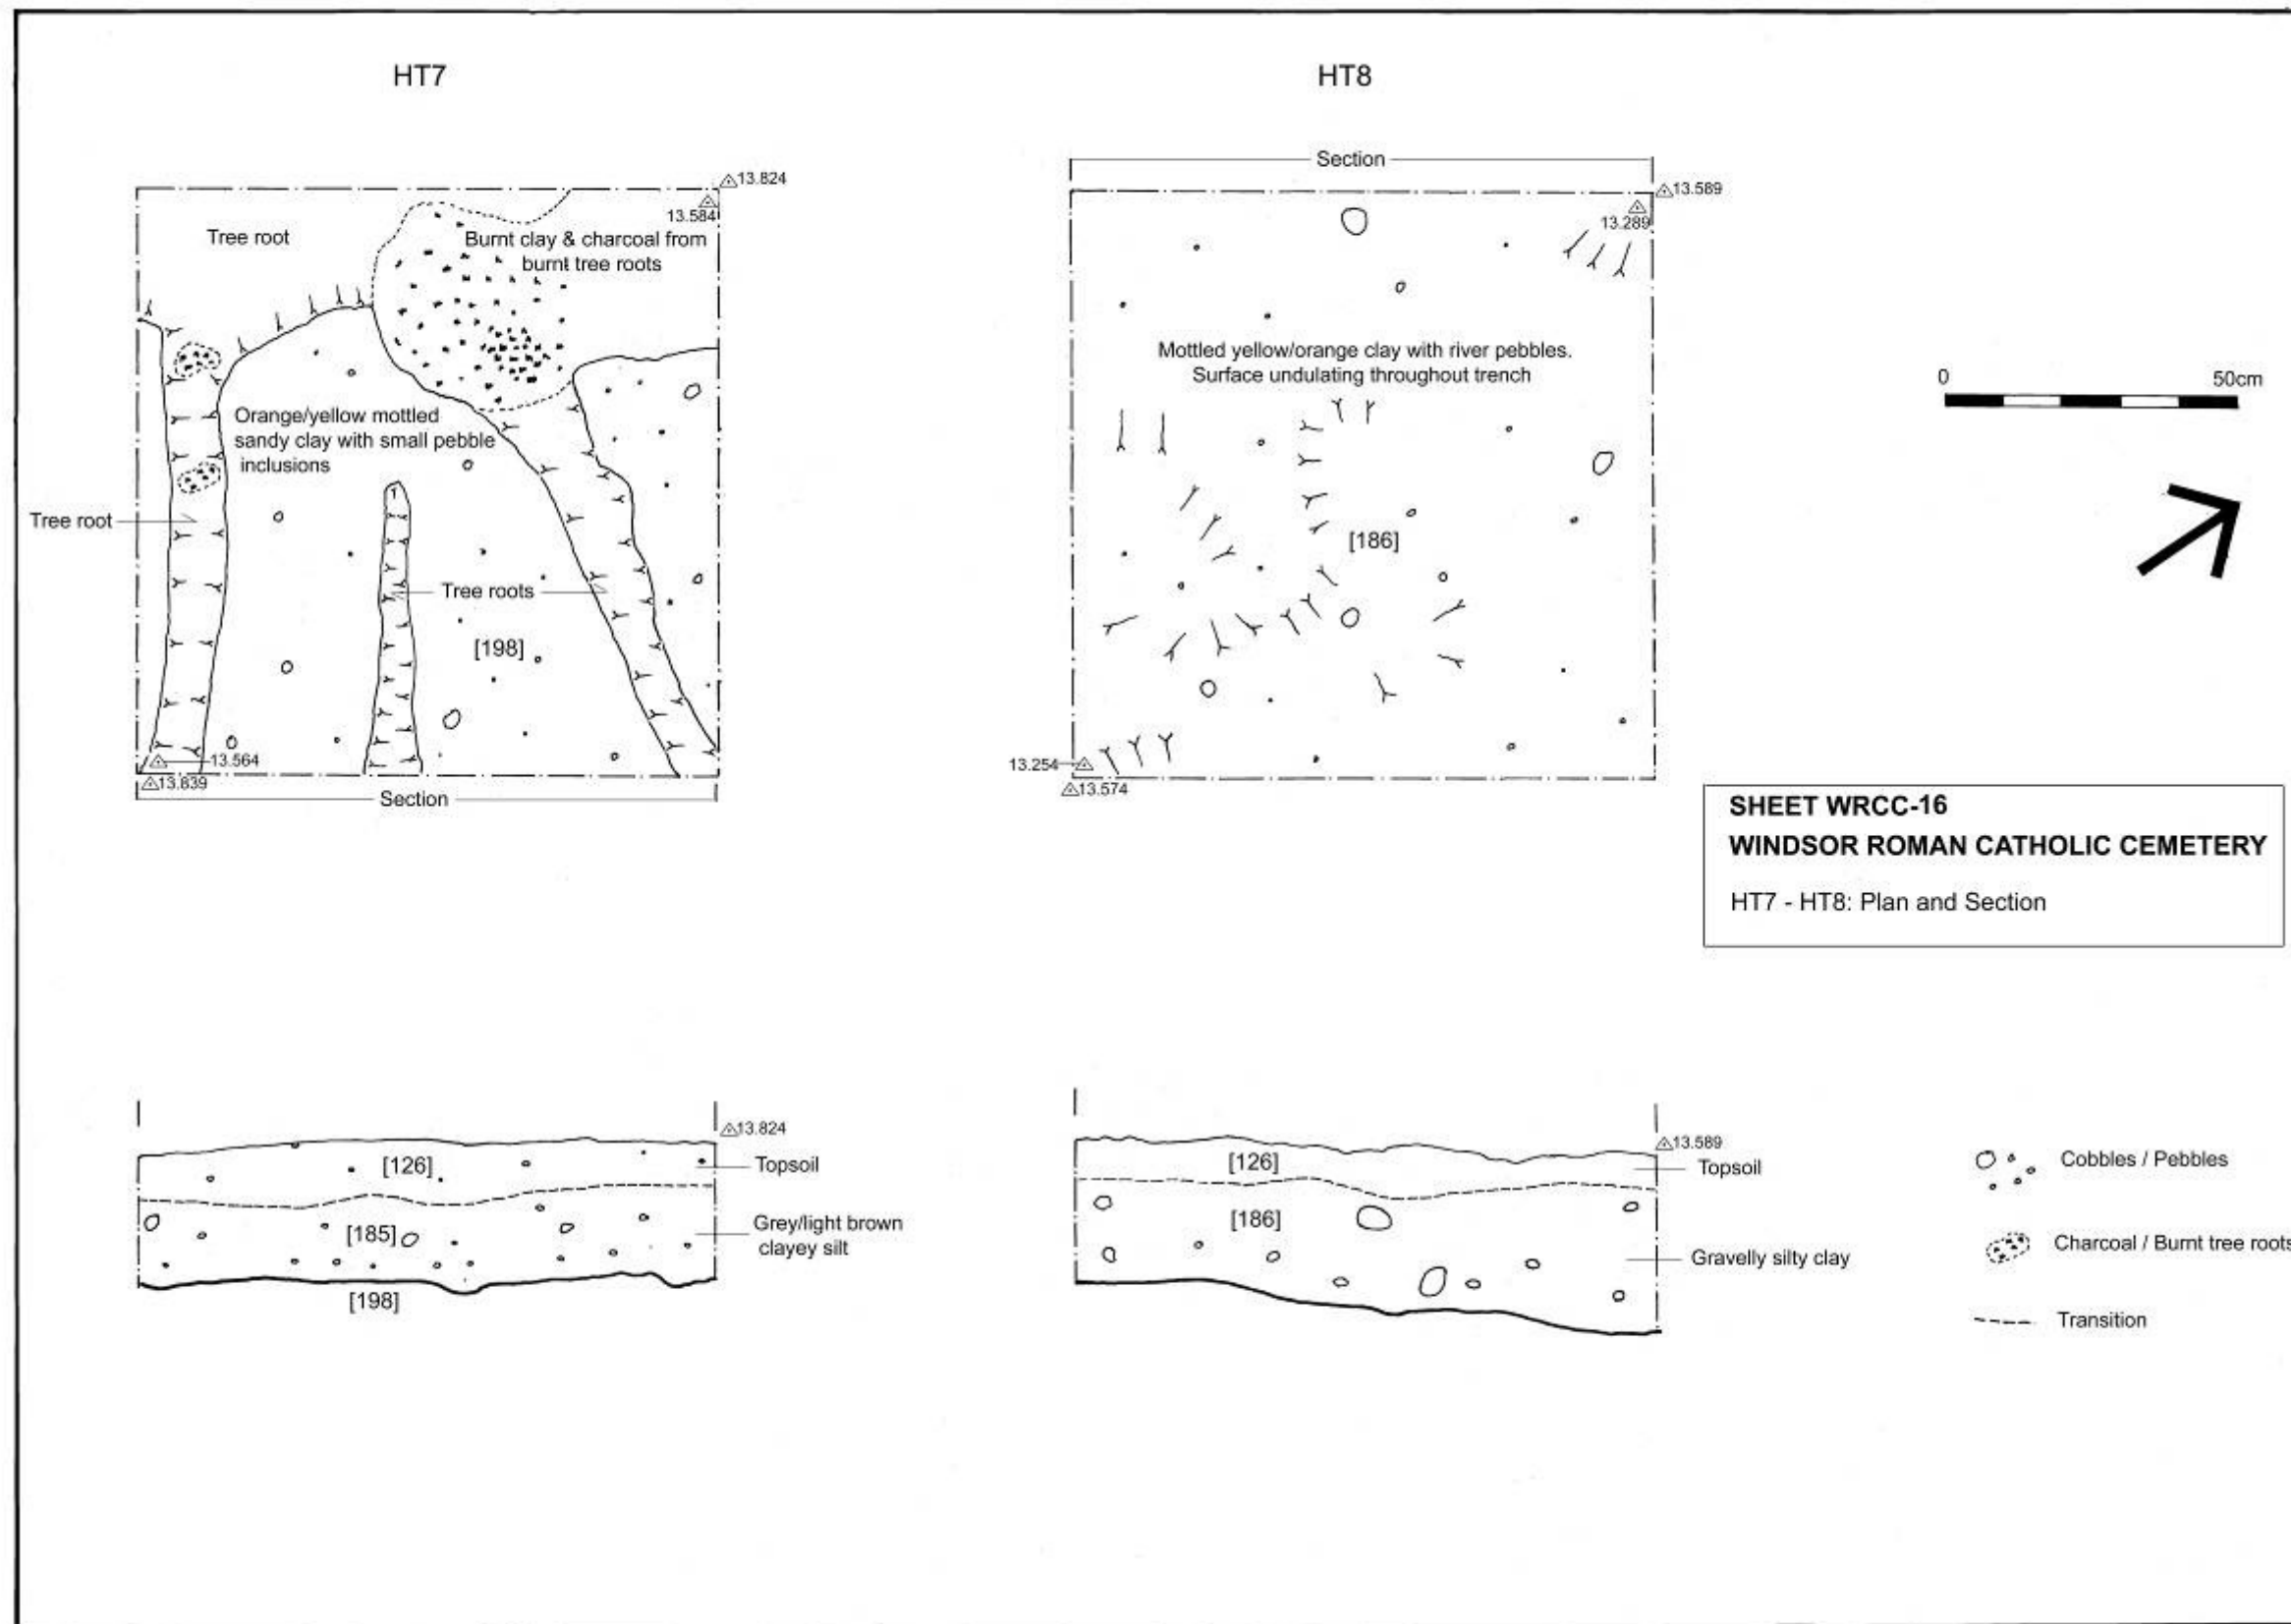 HT7
13.824
13.584
Tree root
Burnt clay & charcoal from
burnt tree roots
Orange/yellow mottled
sandy clay with small pebble
inclusions
Tree root
Tree roots
[198]
13.564
13.839
Section
HT8
Section
13.589
13.289
Mottled yellow/orange clay with river pebbles.
Surface undulating throughout trench
[186]
13.254
13.574
0 50cm
SHEET WRCC-16
WINDSOR ROMAN CATHOLIC CEMETERY
HT7 - HT8: Plan and Section
13.824
[126]
Topsoil
[185]
Grey/light brown
clayey silt
[198]
13.589
[126]
Topsoil
[186]
Gravelly silty clay
Cobbles / Pebbles
Charcoal / Burnt tree roots
Transition